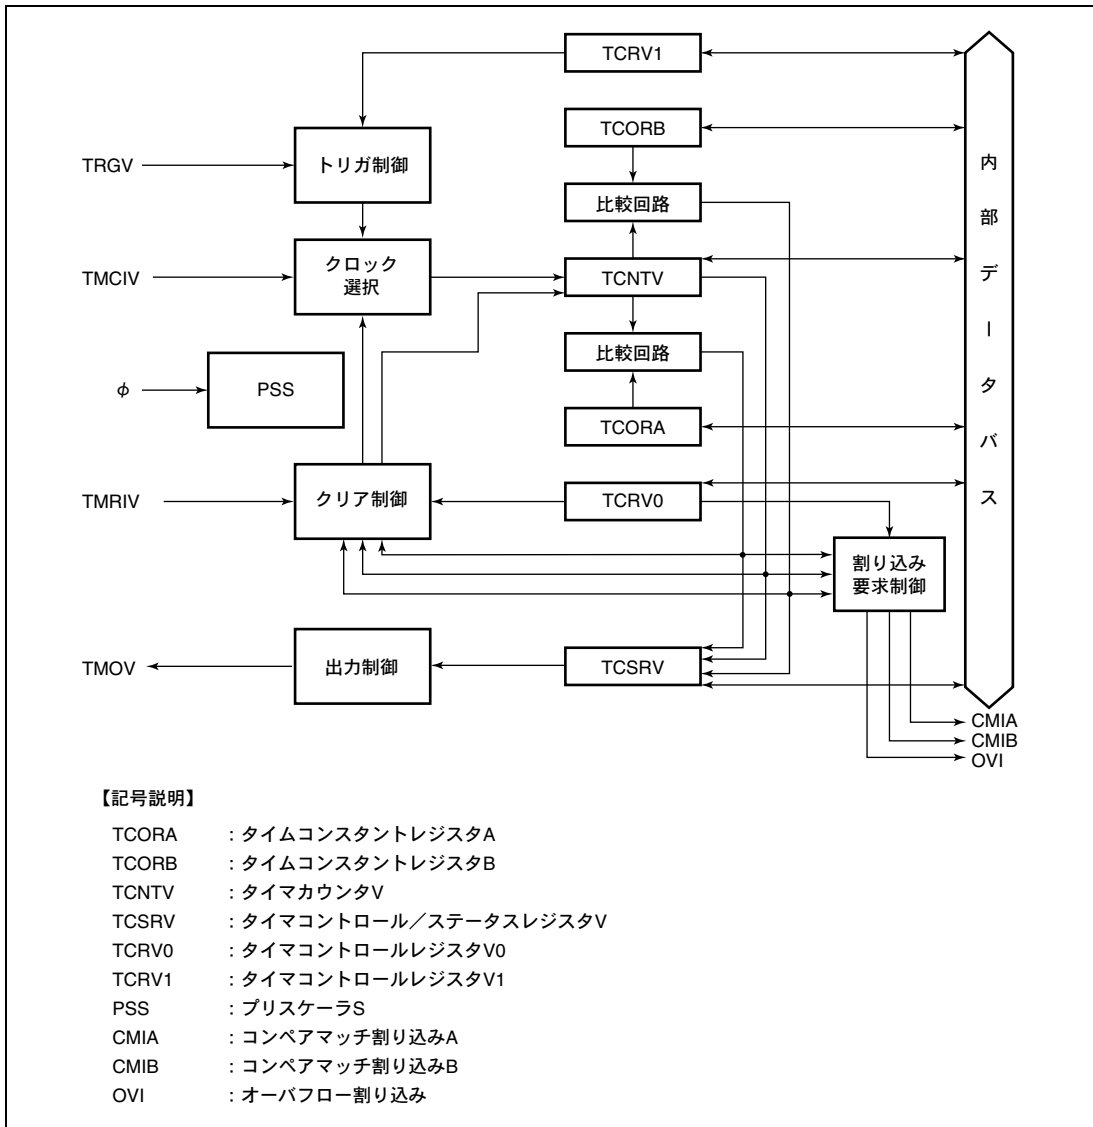 TCRV1
TCORB
TRGV
トリガ制御
比較回路
TMCIV
クロック
選択
TCNTV
比較回路
φ
PSS
TCORA
TMRIV
クリア制御
TCRV0
割り込み
要求制御
TMOV
出力制御
TCSRV
内部データバス
CMIA
CMIB
OVI
【記号説明】
TCORA ：タイムコンスタントレジスタA
TCORB ：タイムコンスタントレジスタB
TCNTV ：タイマカウンタV
TCSRV ：タイマコントロール／ステータスレジスタV
TCRV0 ：タイマコントロールレジスタV0
TCRV1 ：タイマコントロールレジスタV1
PSS ：プリスケーラS
CMIA ：コンペアマッチ割り込みA
CMIB ：コンペアマッチ割り込みB
OVI ：オーバフロー割り込み